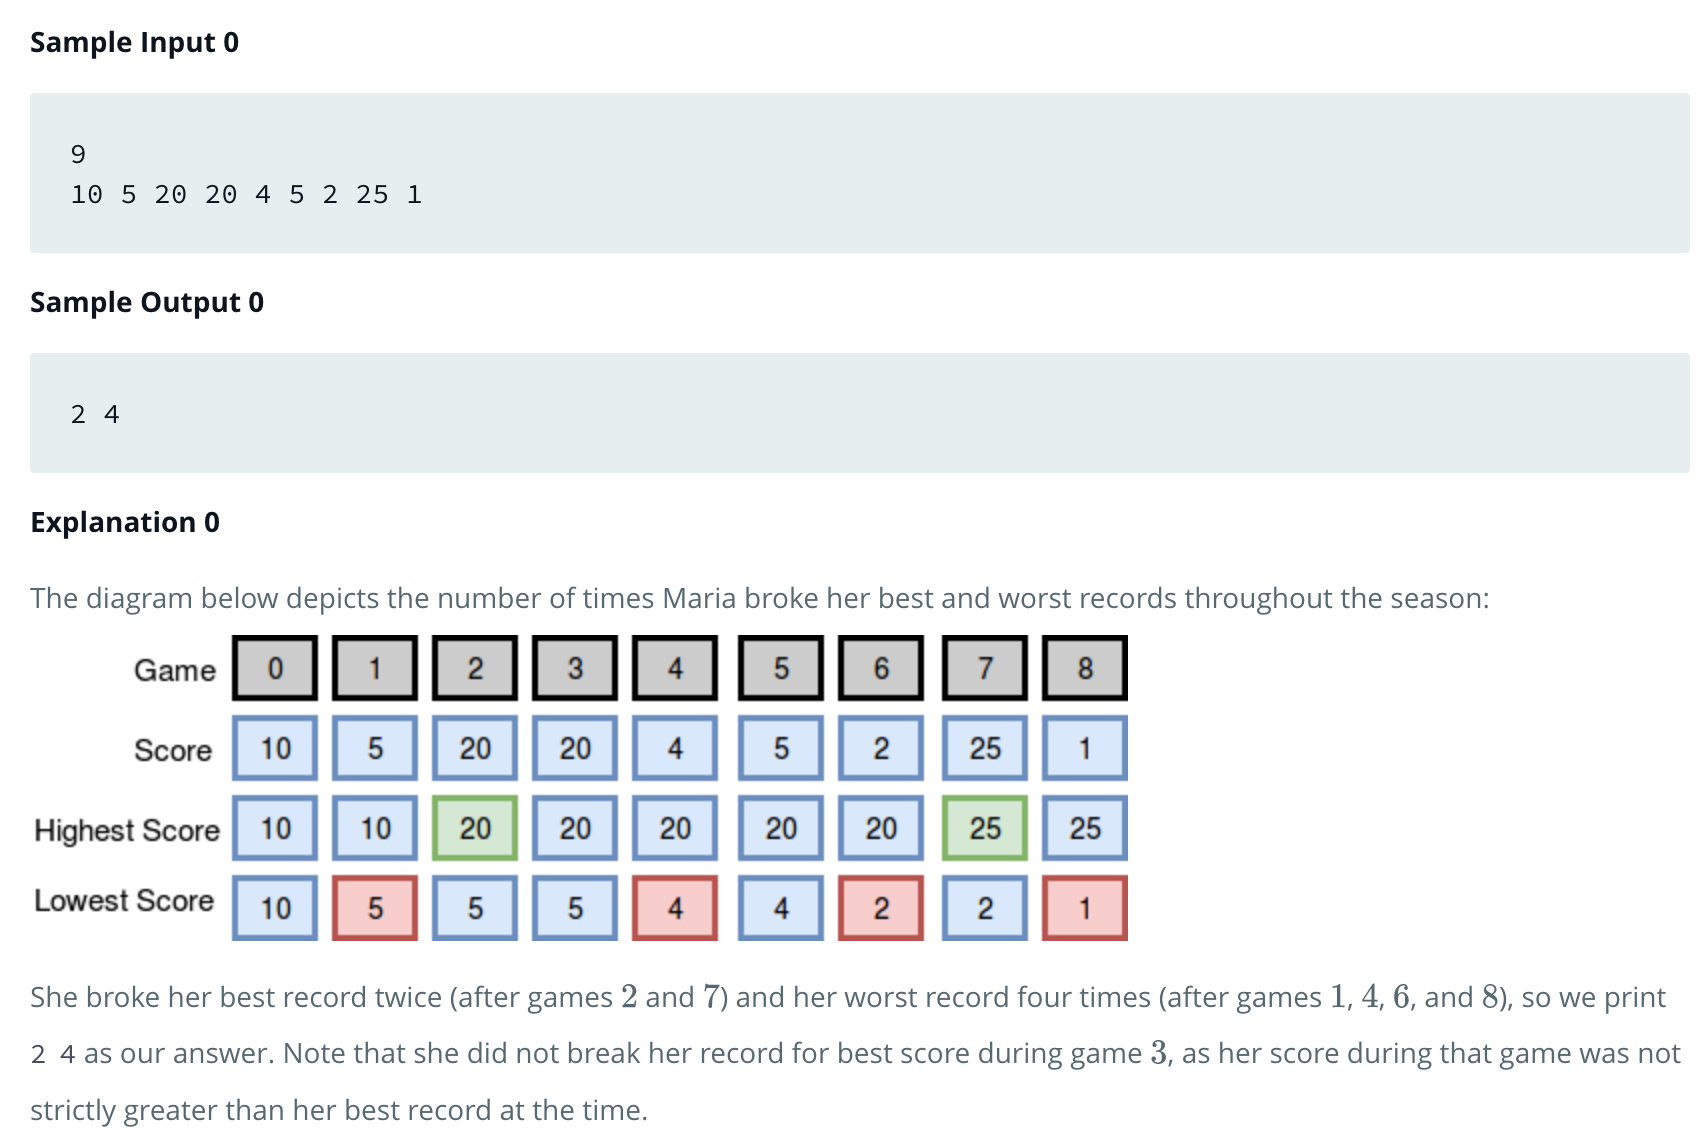 Sample Input 0
9
10 5 20 20 4 5 2 25 1
Sample Output 0
2 4
Explanation 0
The diagram below depicts the number of times Maria broke her best and worst records throughout the season:
Game 0 1 2 3 4 5 6 7 8
Score 10 5 20 20 4 5 2 25 1
Highest Score 10 10 20 20 20 20 20 25 25
Lowest Score 10 5 5 5 4 4 2 2 1
She broke her best record twice (after games 2 and 7) and her worst record four times (after games 1, 4, 6, and 8), so we print
2 4 as our answer. Note that she did not break her record for best score during game 3, as her score during that game was not
strictly greater than her best record at the time.